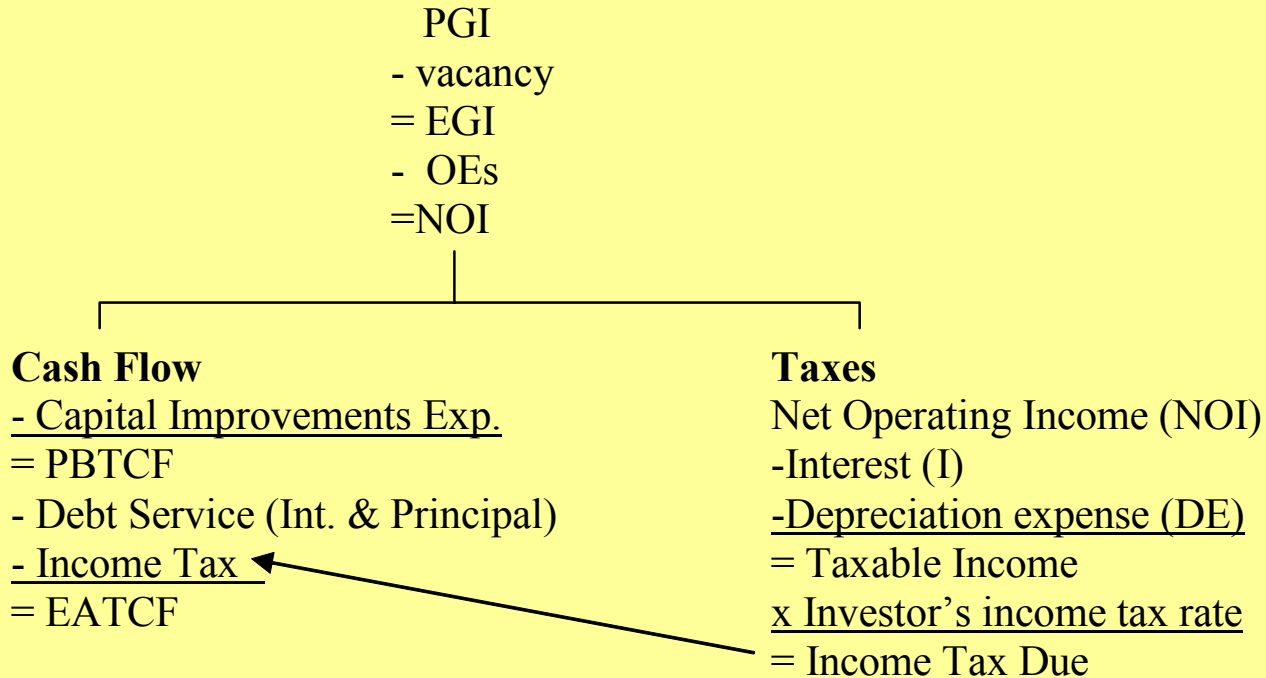 PGI
- vacancy
= EGI
- OEs
=NOI
Cash Flow
- Capital Improvements Exp.
= PBTCF
- Debt Service (Int. & Principal)
- Income Tax
= EATCF
Taxes
Net Operating Income (NOI)
-Interest (I)
-Depreciation expense (DE)
= Taxable Income
x Investor’s income tax rate
= Income Tax Due